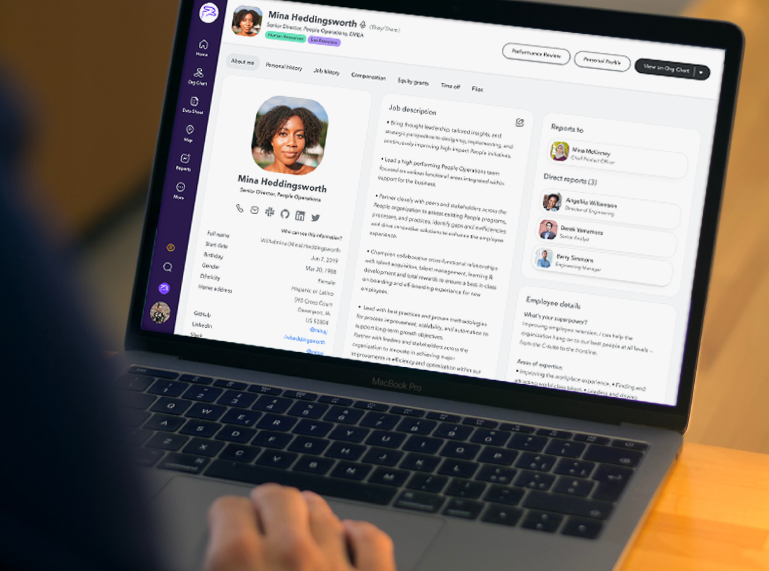 Mina Heddingsworth
(They/Them)
Senior Director, People Operations, EMEA
Human Resources
San Francisco
Performance Review
Personal Profile
View on Org Chart
Home
Org Chart
Data Sheet
Map
Reports
More
About me
Personal history
Job history
Compensation
Equity grants
Time off
Files
Mina Heddingsworth
Senior Director, People Operations
Who can see this information?
Full name
Wilhelmina (Mina) Heddingsworth
Start date
Jun 7, 2019
Birthday
Mar 20, 1988
Gender
Female
Ethnicity
Hispanic or Latino
Home address
Davenport, IA
US 52804
GitHub
@minaj
LinkedIn
/inheddingsworth
Slack
Job description
• Bring thought leadership, tailored insights, and
strategic perspective to designing, implementing, and
continuously improving high-impact People initiatives.
• Lead a high performing People Operations team
focused on various functional areas integrated within
support for the business.
• Partner closely with peers and stakeholders across the
People organization to assess existing People programs,
processes, and practices, identify gaps and inefficiencies
and drive innovative solutions to enhance the employee
experience.
• Champion collaborative cross-functional relationships
with talent acquisition, talent management, learning &
development and total rewards to ensure a best in class
on-boarding and off-boarding experience for new
employees.
• Lead with best practices and proven methodologies
for process improvement, scalability, and automation to
support long-term growth objectives.
Partner with leaders and stakeholders across the
organization to innovate in achieving major
improvements in efficiency and optimization within our
Reports to
Mina McKinney
Chief Product Officer
Direct reports (3)
Angelia Wilkerson
Director of Engineering
Derek Yamamora
Senior Analyst
Barry Simmons
Engineering Manager
Employee details
What's your superpower?
Improving employee retention. I can help the
organization hang on to our best people at all levels –
from the C-suite to the frontline.
Areas of expertise
• Improving the workplace experience, • Finding and
MacBook Pro